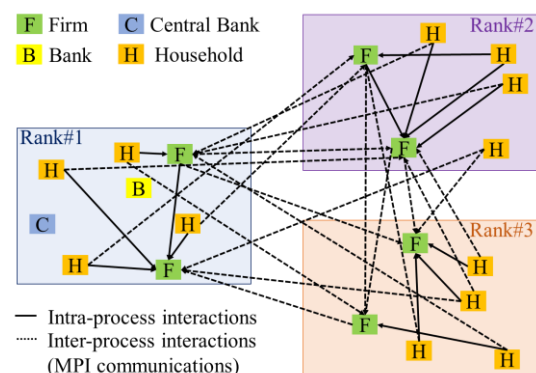 F Firm C Central Bank
B Bank H Household
Rank#2
H
F H
H
F H
Rank#1
H F
H B
C H
H F
Rank#3
F
H
H
F
H H
Intra-process interactions
Inter-process interactions
(MPI communications)